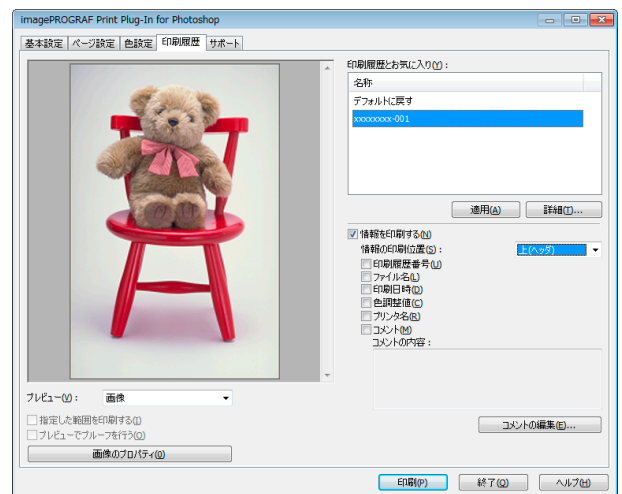 imagePROGRAF Print Plug-In for Photoshop
基本設定 ページ設定 色設定 印刷履歴 サポート
印刷履歴とお気に入り(Y):
名称
デフォルトに戻す
xxxxxxxx-001
適用(A) 詳細(T)...
情報を印刷する(N)
情報の印刷位置(S): 上(ヘッダ)
印刷履歴番号(U)
ファイル名(L)
印刷日時(D)
色調整値(C)
プリンタ名(R)
コメント(M)
コメントの内容:
プレビュー(V): 画像
指定した範囲を印刷する(I)
プレビューでプルーフを行う(O)
コメントの編集(E)...
画像のプロパティ(0)
印刷(P) 終了(Q) ヘルプ(H)